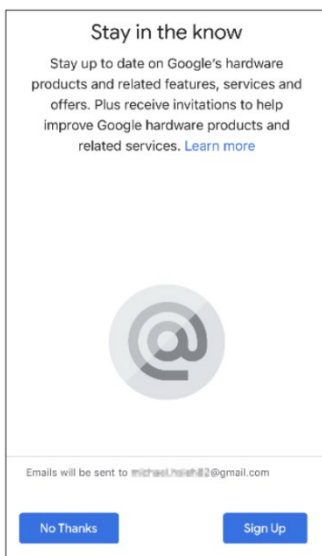 Stay in the know
Stay up to date on Google's hardware
products and related features, services and
offers. Plus receive invitations to help
improve Google hardware products and
related services. Learn more
@
Emails will be sent to @gmail.com
No Thanks
Sign Up